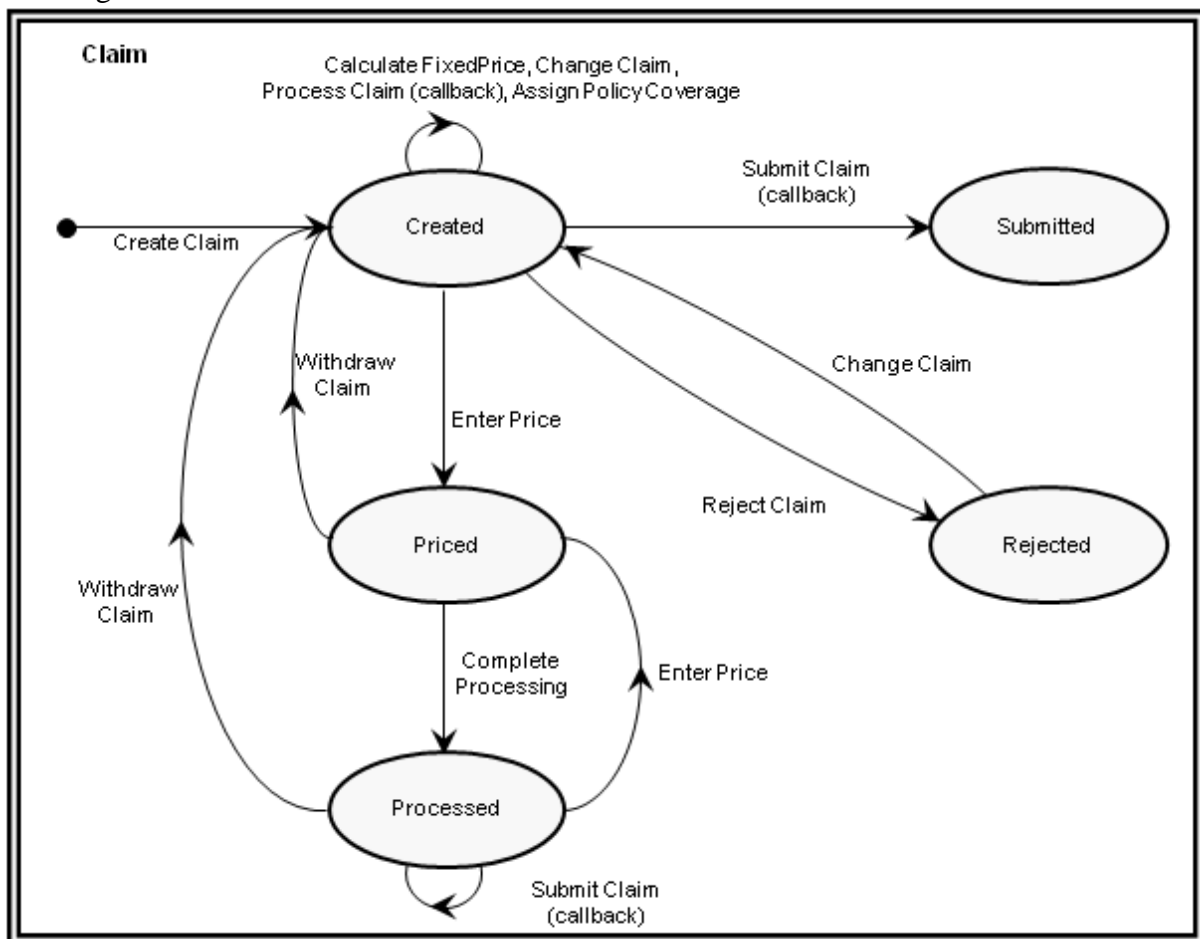 Claim
Calculate FixedPrice, Change Claim,
Process Claim (callback), Assign Policy Coverage
Submit Claim
(callback)
Created
Submitted
Create Claim
Withdraw
Claim
Change Claim
Enter Price
Reject Claim
Priced
Rejected
Withdraw
Claim
Complete
Processing
Enter Price
Processed
Submit Claim
(callback)